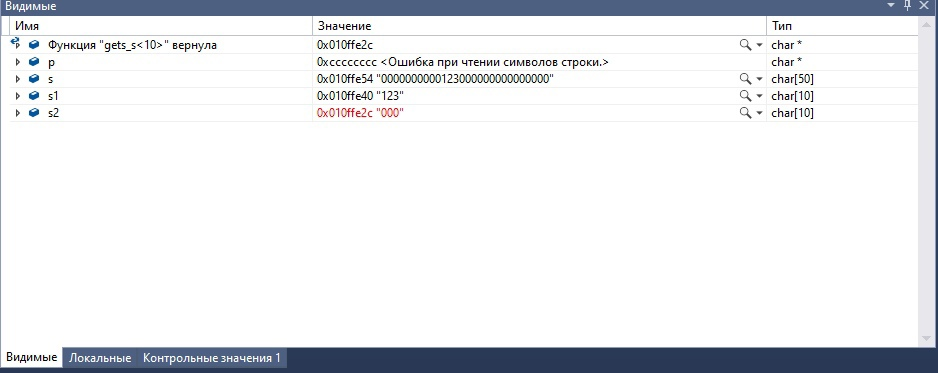 Видимые
Имя Значение Тип
Функция "gets_s<10>" вернула 0x010ffe2c char *
p 0xcccccccc <Ошибка при чтении символов строки.> char *
s 0x010ffe54 "0000000000123000000000000000" char[50]
s1 0x010ffe40 "123" char[10]
s2 0x010ffe2c "000" char[10]
Видимые Локальные Контрольные значения 1